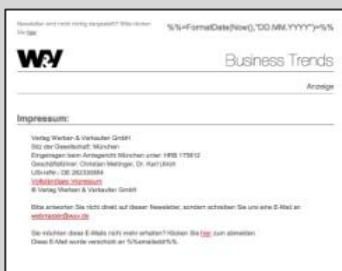 Newsletter wird nicht richtig dargestellt? Bitte klicken
Sie hier.
%%=FormatDate(Now(),"DD.MM.YYYY")=%%
W&V
Business Trends
Anzeige
Impressum:
Verlag Werben & Verkaufen GmbH
Sitz der Gesellschaft: München
Eingetragen beim Amtsgericht München unter: HRB 175612
Geschäftsführer: Christian Meitinger, Dr. Karl Ulrich
USt-IdNr.: DE
Vollständiges Impressum
© Verlag Werben & Verkaufen GmbH
Bitte antworten Sie nicht direkt auf diesen Newsletter, sondern schreiben Sie uns eine E-Mail an
webmaster@wuv.de
Sie möchten diese E-Mails nicht mehr erhalten? Klicken Sie hier zum abmelden.
Diese E-Mail wurde verschickt an %%emailaddr%%.